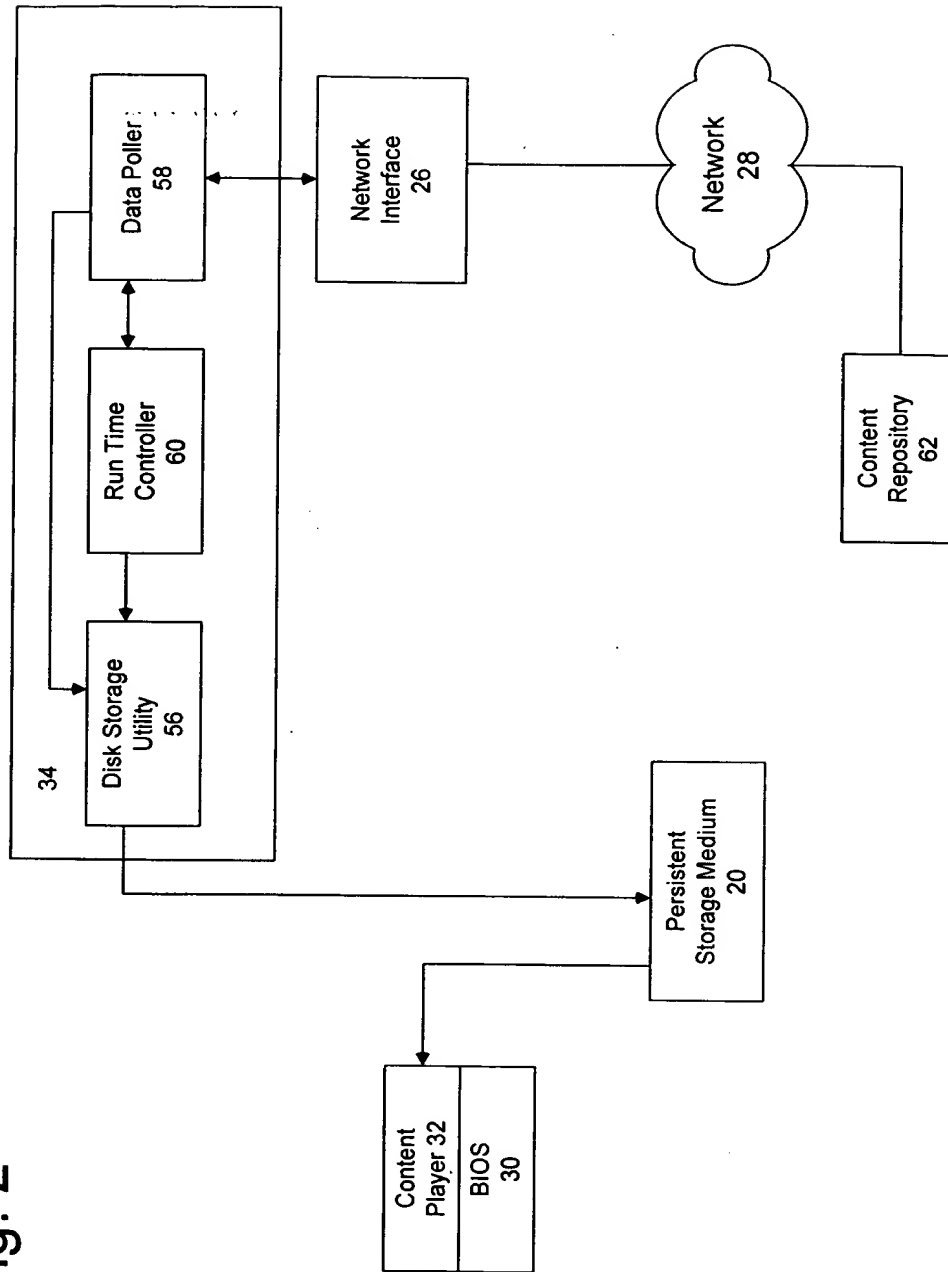 34
Disk Storage
Utility
56
Run Time
Controller
60
Data Poller
58
Network
Interface
26
Persistent
Storage Medium
20
Content
Player 32
BIOS
30
Network
28
Content
Repository
62